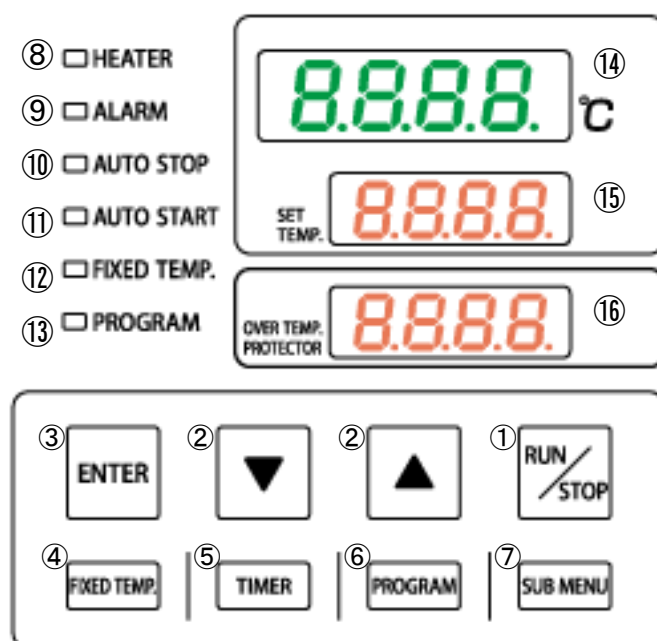 ⑧ HEATER
⑨ ALARM
⑩ AUTO STOP
⑪ AUTO START
⑫ FIXED TEMP.
⑬ PROGRAM
8.8.8.8. ℃ ⑭
SET
TEMP.
8.8.8.8. ⑮
OVER TEMP.
PROTECTOR
8.8.8.8. ⑯
③ ENTER
② ▼
② ▲
① RUN/
STOP
④ FIXED TEMP.
⑤ TIMER
⑥ PROGRAM
⑦ SUB MENU